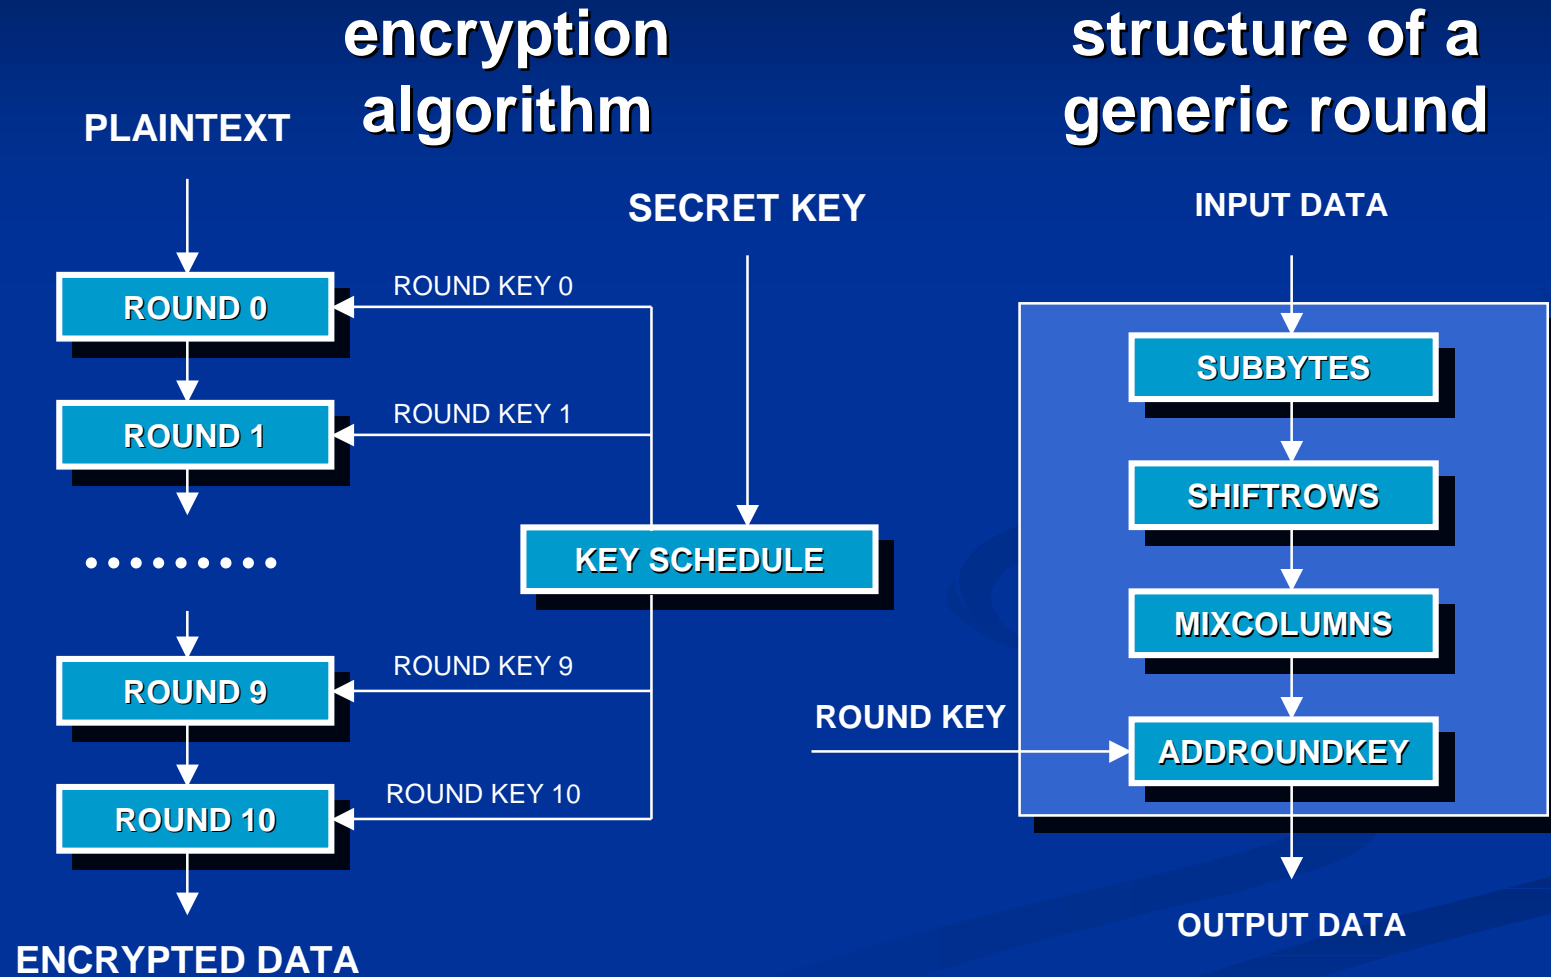 encryption
algorithm
PLAINTEXT
SECRET KEY
ROUND KEY 0
ROUND 0
ROUND KEY 1
ROUND 1
..........
KEY SCHEDULE
ROUND KEY 9
ROUND 9
ROUND KEY 10
ROUND 10
ENCRYPTED DATA
structure of a
generic round
INPUT DATA
SUBBYTES
SHIFTROWS
MIXCOLUMNS
ROUND KEY
ADDROUNDKEY
OUTPUT DATA